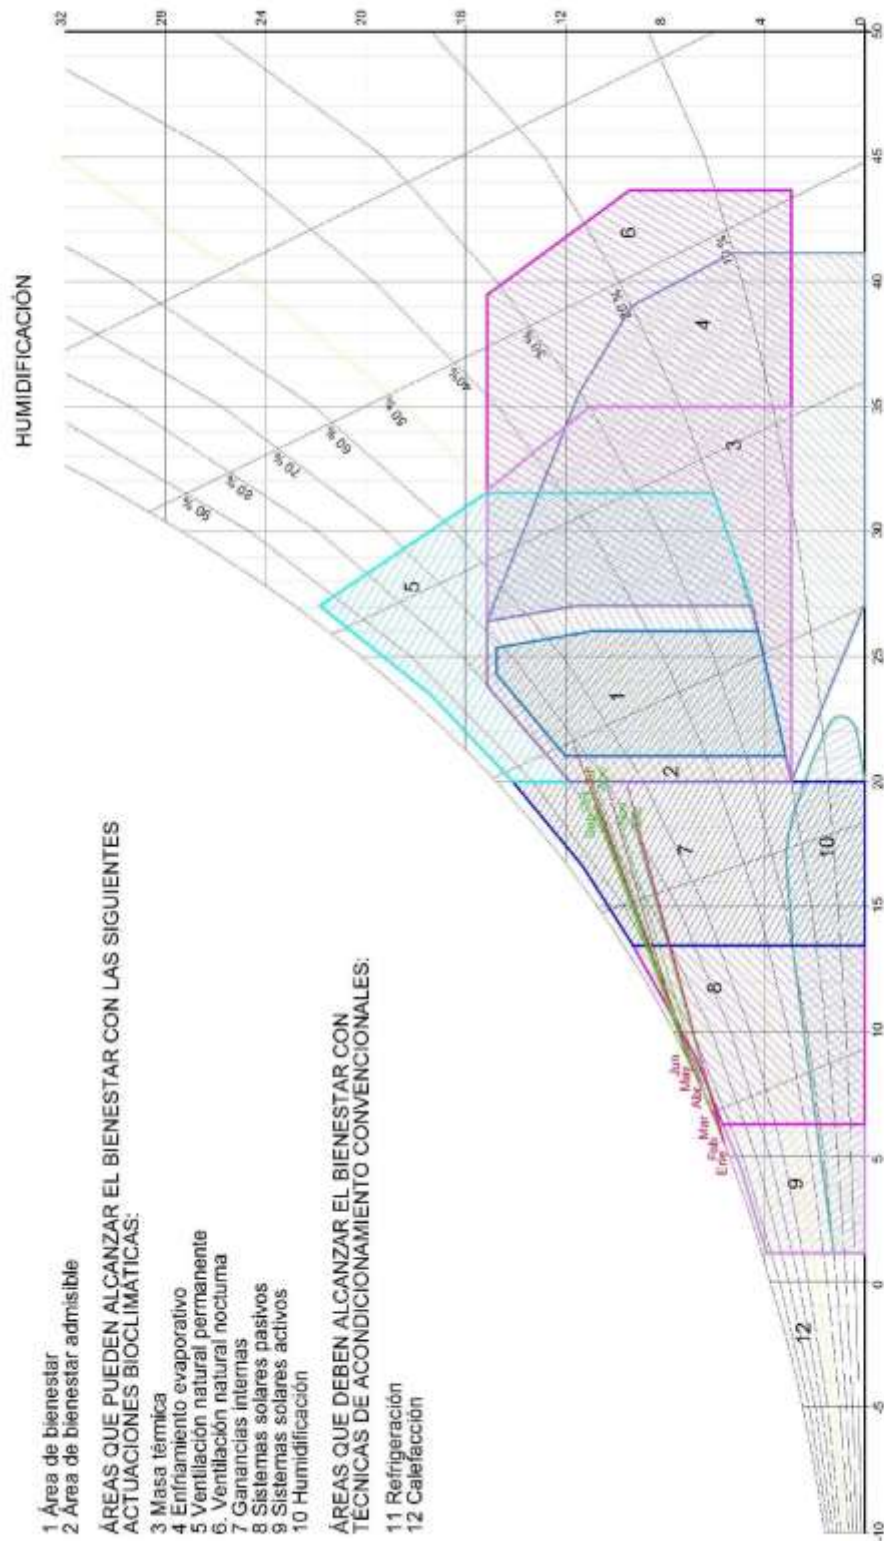 HUMIDIFICACIÓN
1 Área de bienestar
2 Área de bienestar admisible
ÁREAS QUE PUEDEN ALCANZAR EL BIENESTAR CON LAS SIGUIENTES
ACTUACIONES BIOCLIMÁTICAS:
3 Masa térmica
4 Enfriamiento evaporativo
5 Ventilación natural permanente
6. Ventilación natural nocturna
7 Ganancias internas
8 Sistemas solares pasivos
9 Sistemas solares activos
10 Humidificación
ÁREAS QUE DEBEN ALCANZAR EL BIENESTAR CON
TÉCNICAS DE ACONDICIONAMIENTO CONVENCIONALES:
11 Refrigeración
12 Calefacción
90 %
80 %
70 %
60 %
50 %
40%
30 %
20 %
10 %
1
2
3
4
5
6
7
8
9
10
12
Jun
May
Abr
Mar
Feb
Ene
32
28
24
20
16
12
8
4
0
-10
-5
0
5
10
15
20
25
30
35
40
45
50